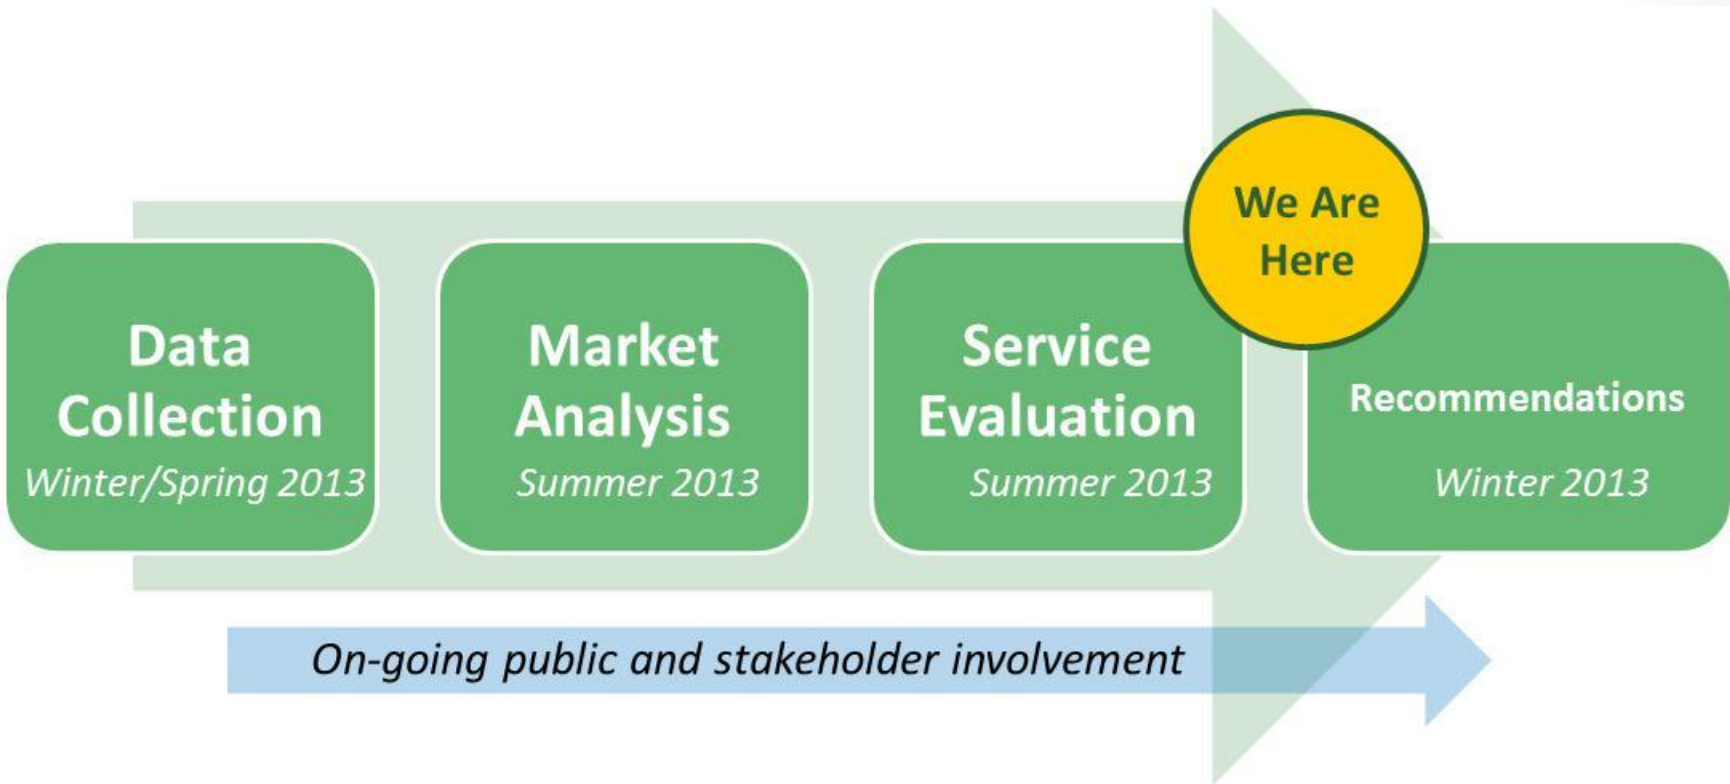 We Are
Here
Data
Collection
Winter/Spring 2013
Market
Analysis
Summer 2013
Service
Evaluation
Summer 2013
Recommendations
Winter 2013
On-going public and stakeholder involvement